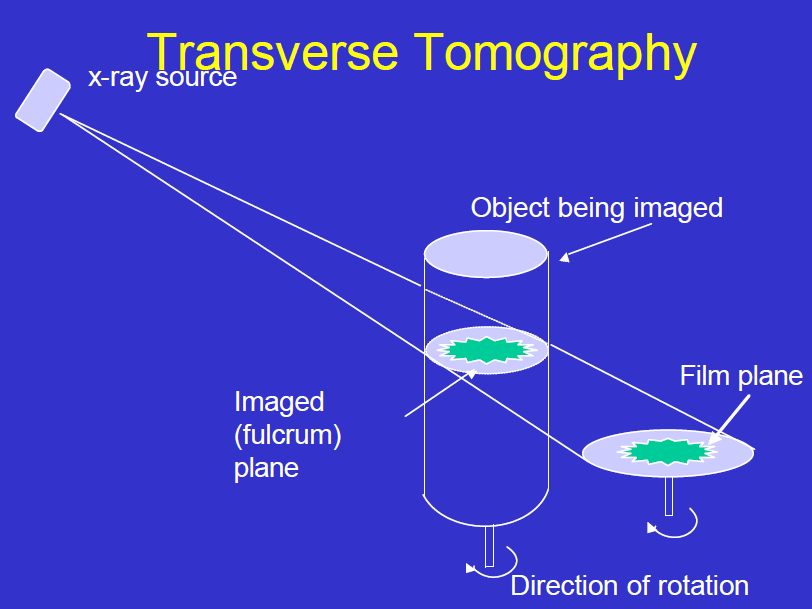 Transverse Tomography
x-ray source
Object being imaged
Film plane
Imaged
(fulcrum)
plane
Direction of rotation